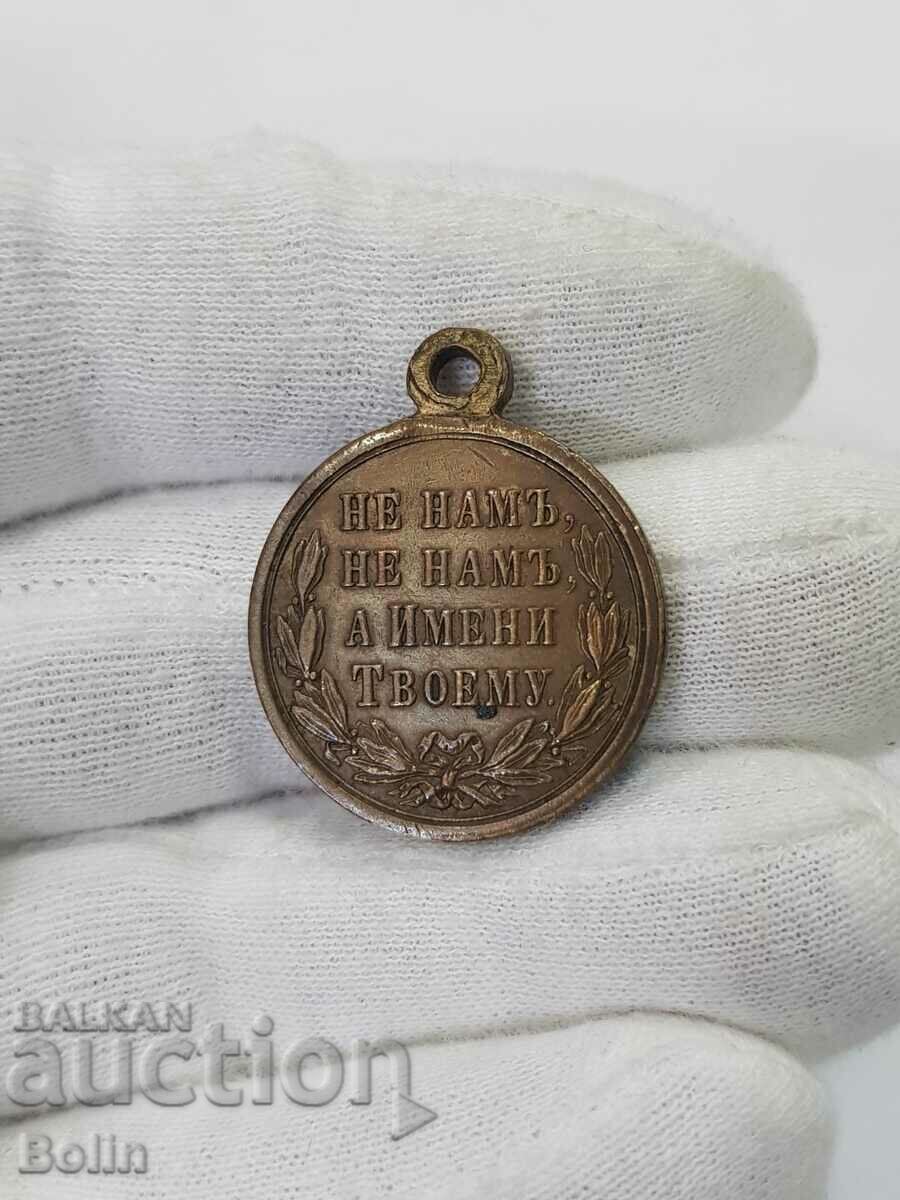 НЕ НАМЪ,
НЕ НАМЪ,
А ИМЕНИ
ТВОЕМУ.
BALKAN
auction
Bolin